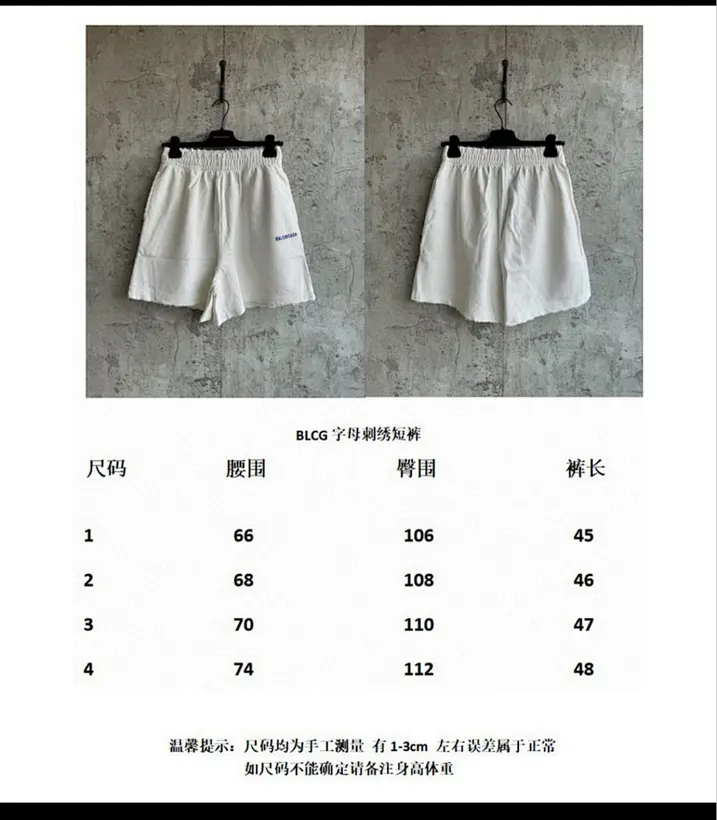 BALENCIAGA
BLCG 字母刺绣短裤
尺码 腰围 臀围 裤长
1 66 106 45
2 68 108 46
3 70 110 47
4 74 112 48
温馨提示：尺码均为手工测量 有 1-3cm 左右误差属于正常
如尺码不能确定请备注身高体重